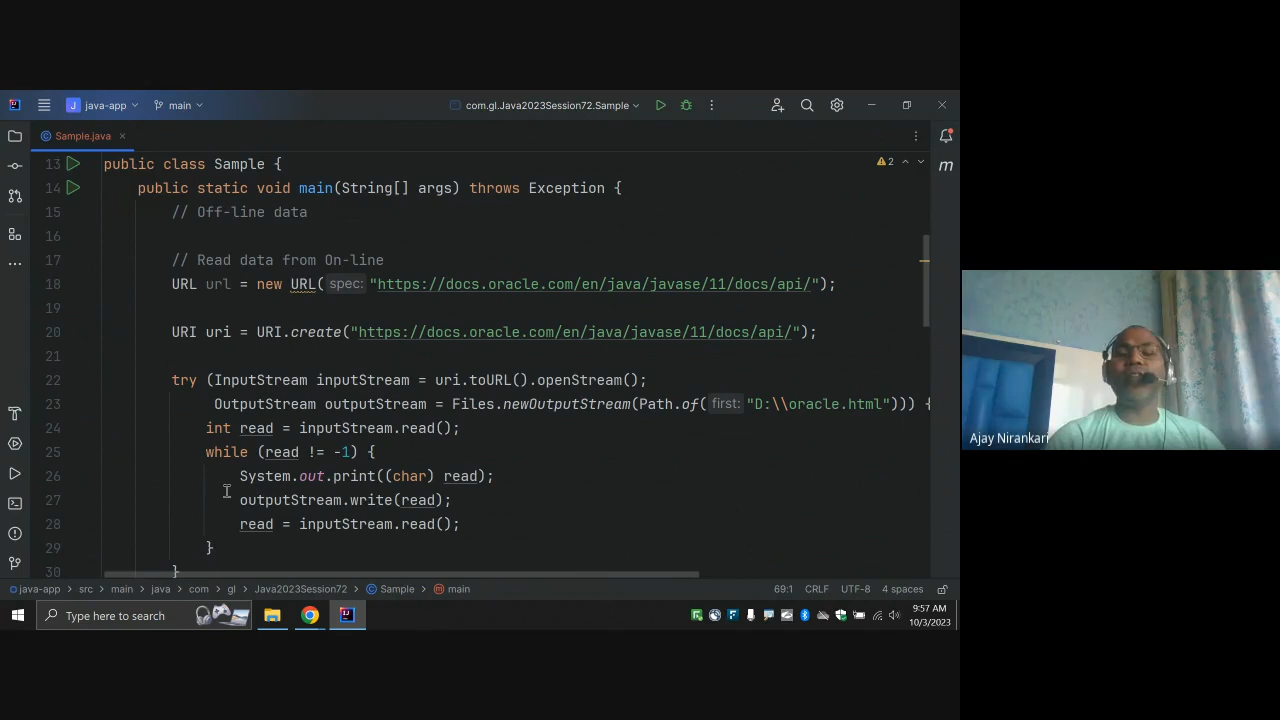 java-app
main
com.gl.Java2023Session72.Sample
Sample.java
2
13 public class Sample {
14 public static void main(String[] args) throws Exception {
15 // Off-line data
16
17 // Read data from On-line
18 URL url = new URL( spec: "https://docs.oracle.com/en/java/javase/11/docs/api/");
19
20 URI uri = URI.create("https://docs.oracle.com/en/java/javase/11/docs/api/");
21
22 try (InputStream inputStream = uri.toURL().openStream();
23 OutputStream outputStream = Files.newOutputStream(Path.of( first: "D:\\oracle.html"))) {
24 int read = inputStream.read();
25 while (read != -1) {
26 System.out.print((char) read);
27 outputStream.write(read);
28 read = inputStream.read();
29 }
30 }
java-app > src > main > java > com > gl > Java2023Session72 > Sample > main
69:1 CRLF UTF-8 4 spaces
Type here to search
9:57 AM
10/3/2023
Ajay Nirankari